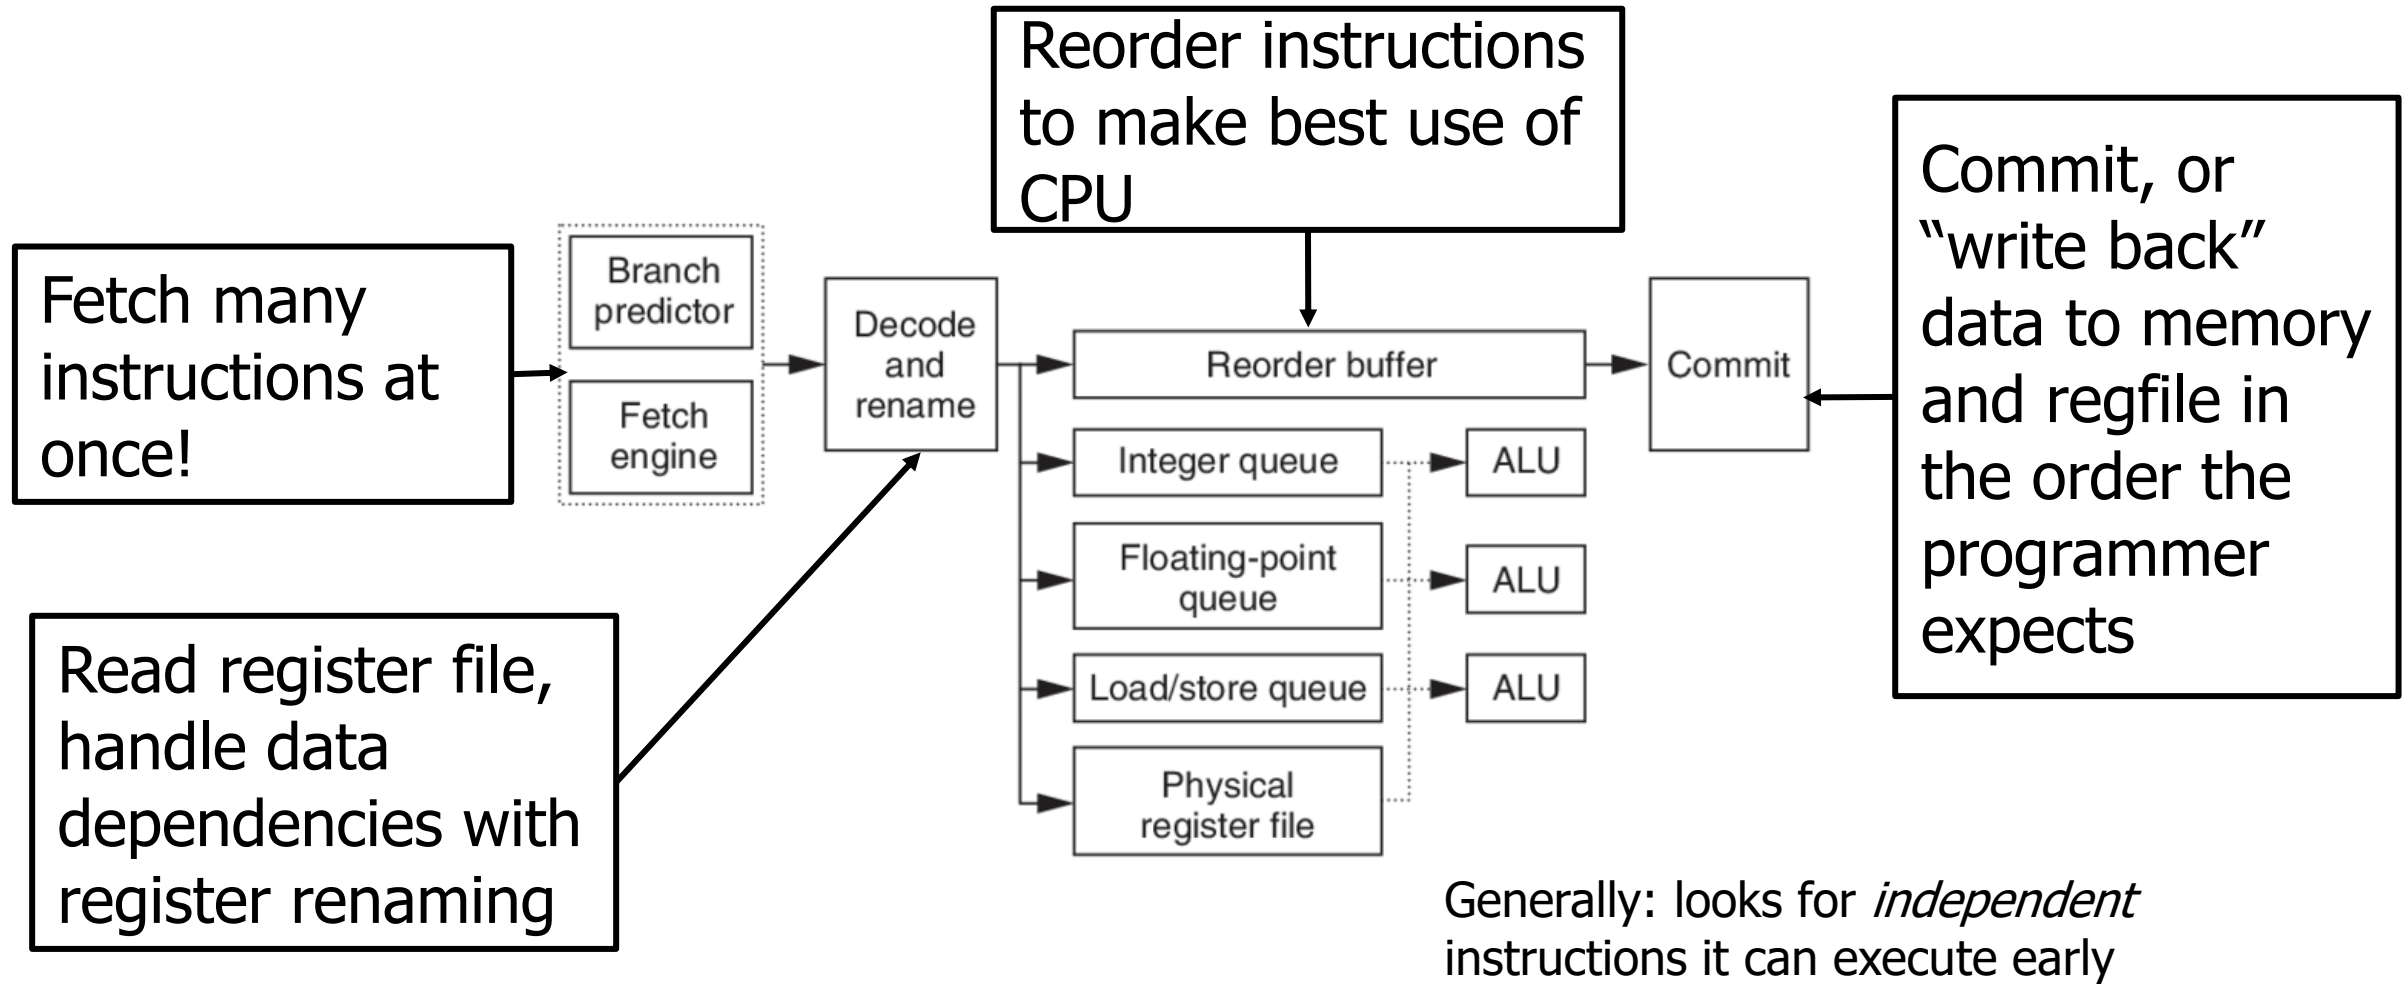 Reorder instructions
to make best use of
CPU
Fetch many
instructions at
once!
Branch
predictor
Fetch
engine
Decode
and
rename
Reorder buffer
Commit
Integer queue
ALU
Floating-point
queue
ALU
Load/store queue
ALU
Physical
register file
Commit, or
“write back”
data to memory
and regfile in
the order the
programmer
expects
Read register file,
handle data
dependencies with
register renaming
Generally: looks for independent
instructions it can execute early